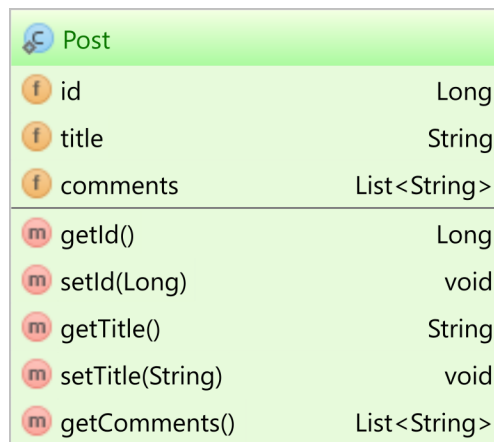 C Post
f id Long
f title String
f comments List<String>
m getId() Long
m setId(Long) void
m getTitle() String
m setTitle(String) void
m getComments() List<String>